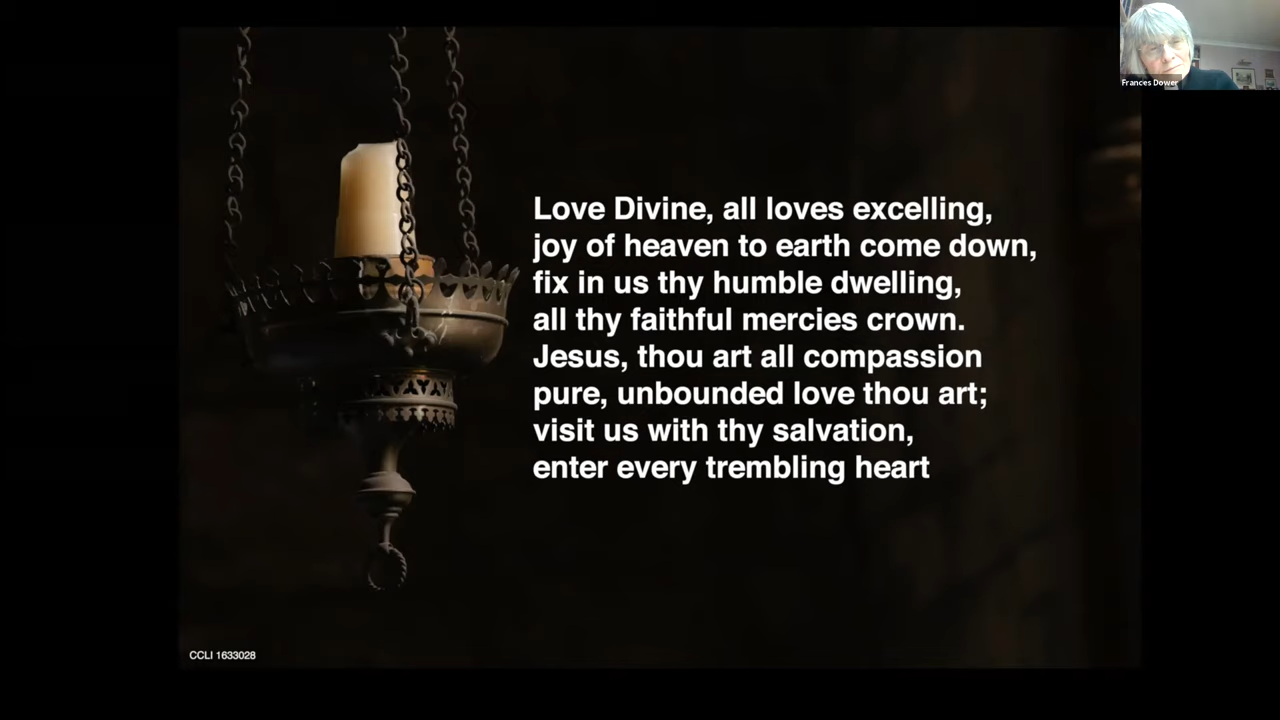 Frances Dower
Love Divine, all loves excelling,
joy of heaven to earth come down,
fix in us thy humble dwelling,
all thy faithful mercies crown.
Jesus, thou art all compassion
pure, unbounded love thou art;
visit us with thy salvation,
enter every trembling heart
CCLI 1633028